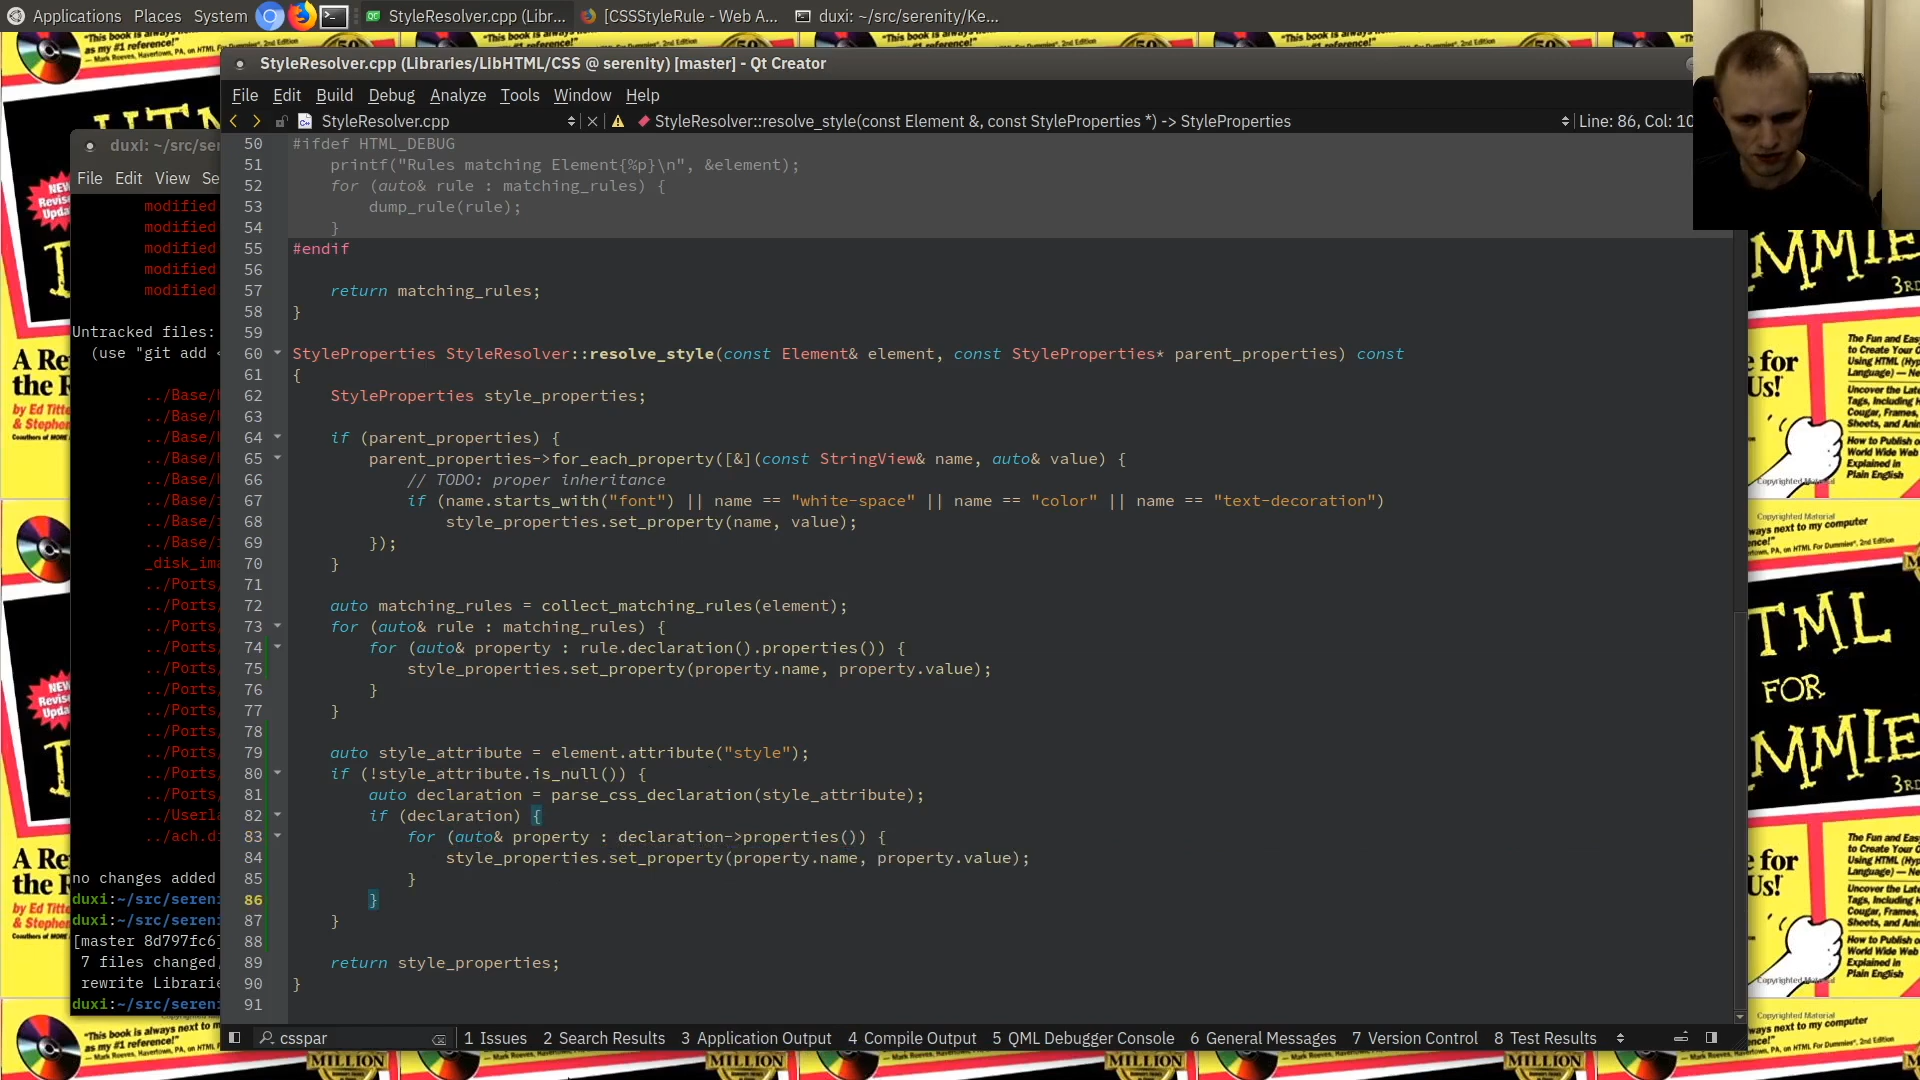 Applications Places System
StyleResolver.cpp (Libr...
[CSSStyleRule - Web A...
duxi: ~/src/serenity/Ke...
StyleResolver.cpp (Libraries/LibHTML/CSS @ serenity) [master] - Qt Creator
File Edit Build Debug Analyze Tools Window Help
StyleResolver.cpp
StyleResolver::resolve_style(const Element &, const StyleProperties *) -> StyleProperties
Line: 86, Col: 10
50 #ifdef HTML_DEBUG
51 printf("Rules matching Element{%p}\n", &element);
52 for (auto& rule : matching_rules) {
53 dump_rule(rule);
54 }
55 #endif
56
57 return matching_rules;
58 }
59
60 StyleProperties StyleResolver::resolve_style(const Element& element, const StyleProperties* parent_properties) const
61 {
62 StyleProperties style_properties;
63
64 if (parent_properties) {
65 parent_properties->for_each_property([&](const StringView& name, auto& value) {
66 // TODO: proper inheritance
67 if (name.starts_with("font") || name == "white-space" || name == "color" || name == "text-decoration")
68 style_properties.set_property(name, value);
69 });
70 }
71
72 auto matching_rules = collect_matching_rules(element);
73 for (auto& rule : matching_rules) {
74 for (auto& property : rule.declaration().properties()) {
75 style_properties.set_property(property.name, property.value);
76 }
77 }
78
79 auto style_attribute = element.attribute("style");
80 if (!style_attribute.is_null()) {
81 auto declaration = parse_css_declaration(style_attribute);
82 if (declaration) {
83 for (auto& property : declaration->properties()) {
84 style_properties.set_property(property.name, property.value);
85 }
86 }
87 }
88
89 return style_properties;
90 }
91
csspar
1 Issues 2 Search Results 3 Application Output 4 Compile Output 5 QML Debugger Console 6 General Messages 7 Version Control 8 Test Results
duxi: ~/src/ser
File Edit View Se
modified
modified
modified
modified
modified
Untracked files:
(use "git add <
../Base/
../Base/
../Base/
../Base/
../Base/
../Base/
../Base/
../Base/
_disk_im
../Ports/
../Ports/
../Ports/
../Ports/
../Ports/
../Ports/
../Ports/
../Ports/
../Ports/
../Ports/
../Ports/
../Userl
../ach.d
no changes added
duxi:~/src/seren
duxi:~/src/seren
[master 8d797fc6]
7 files changed,
rewrite Librarie
duxi:~/src/seren